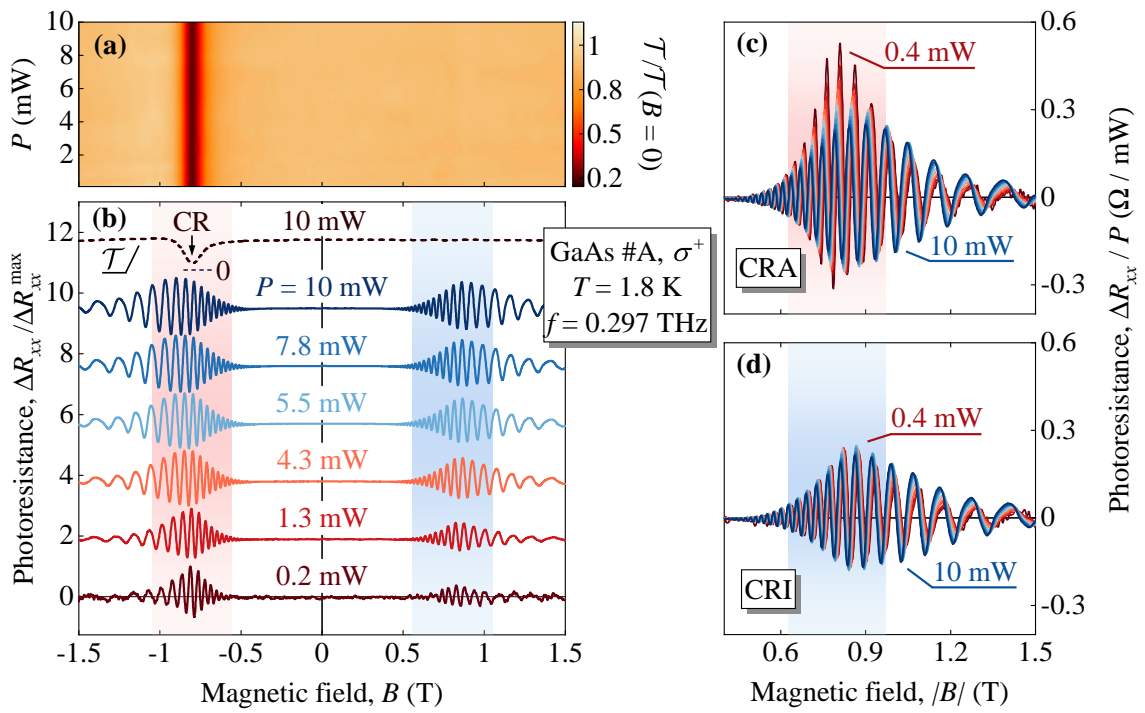 (a)
10
8
6
4
2
P (mW)
1
0.8
0.5
0.2
𝒯/𝒯(B = 0)
(b)
CR
10 mW
𝒯
0
P = 10 mW
7.8 mW
5.5 mW
4.3 mW
1.3 mW
0.2 mW
12
10
8
6
4
2
0
Photoresistance, ΔR_xx / ΔR_xx^max
-1.5 -1 -0.5 0 0.5 1 1.5
Magnetic field, B (T)
GaAs #A, σ⁺
T = 1.8 K
f = 0.297 THz
(c)
0.4 mW
10 mW
CRA
0.6
0.3
0
-0.3
(d)
0.4 mW
10 mW
CRI
0.6
0.3
0
-0.3
Photoresistance, ΔR_xx / P (Ω / mW)
0.6 0.9 1.2 1.5
Magnetic field, |B| (T)